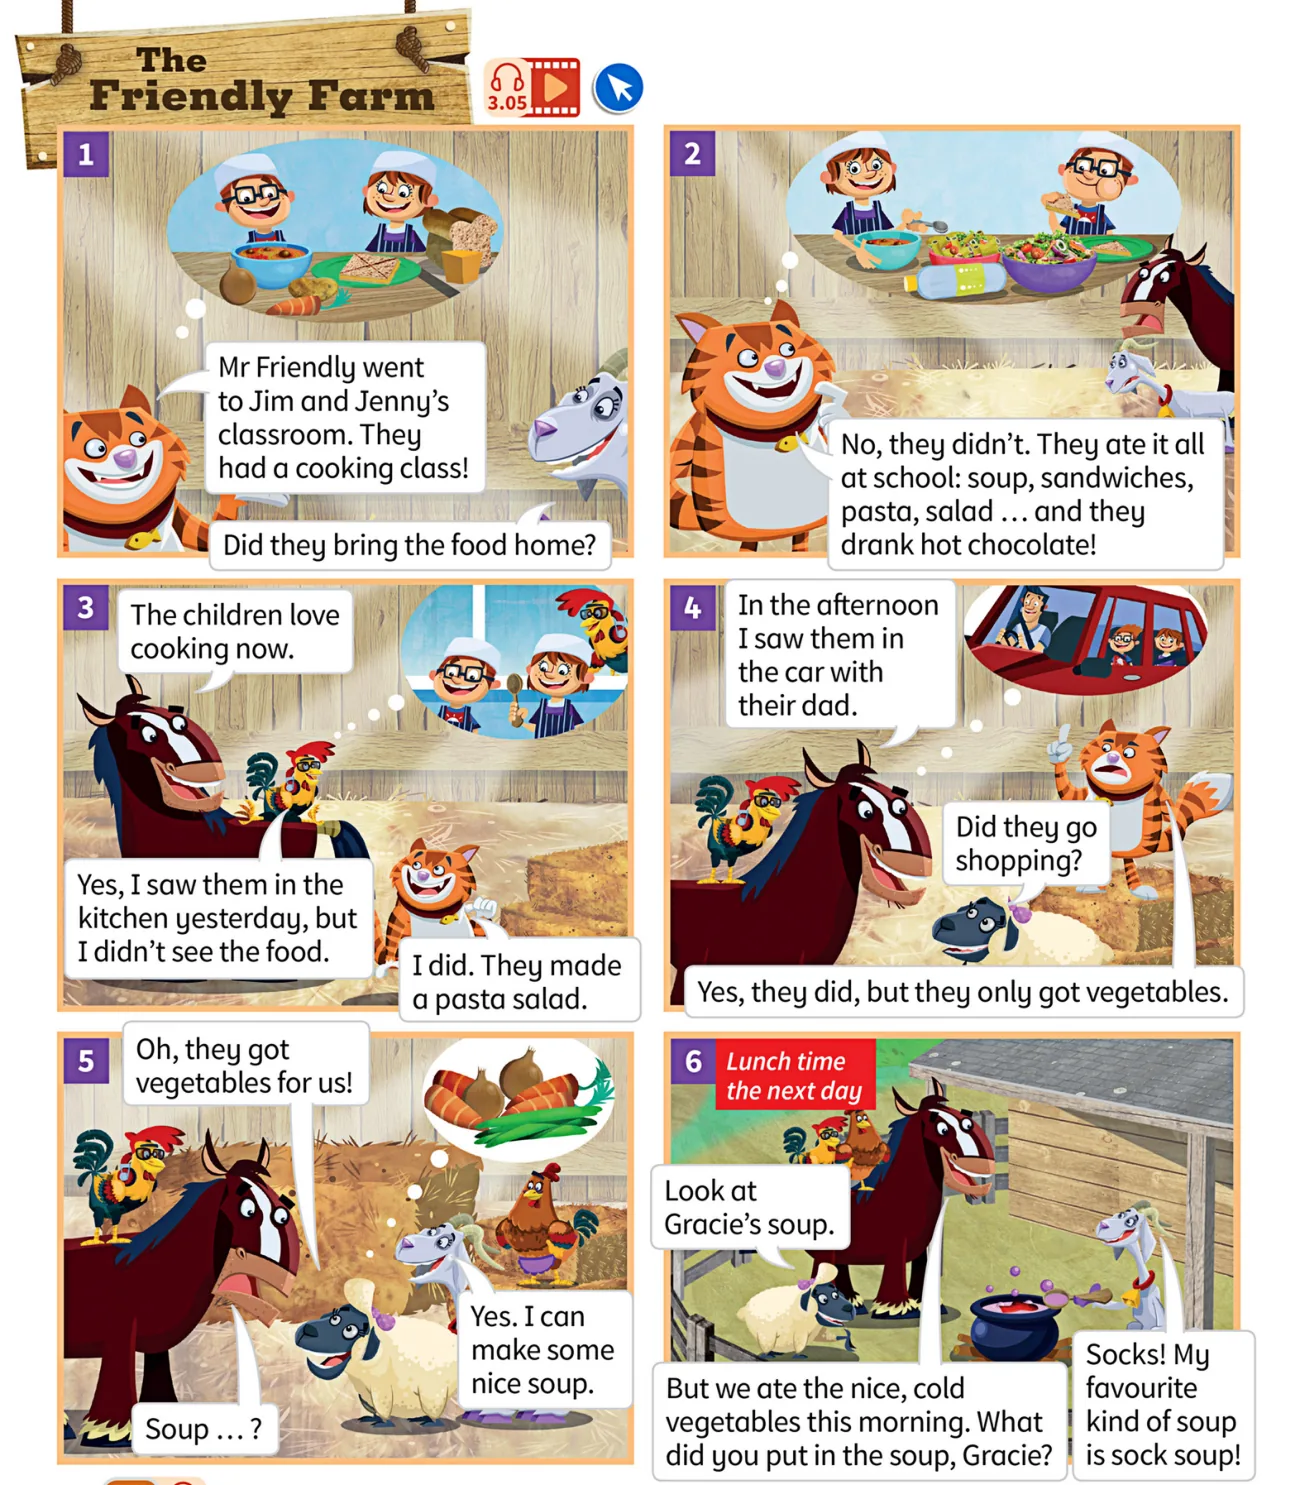 The
Friendly Farm
3.05
1
Mr Friendly went
to Jim and Jenny's
classroom. They
had a cooking class!
Did they bring the food home?
2
No, they didn't. They ate it all
at school: soup, sandwiches,
pasta, salad ... and they
drank hot chocolate!
3
The children love
cooking now.
Yes, I saw them in the
kitchen yesterday, but
I didn't see the food.
I did. They made
a pasta salad.
4
In the afternoon
I saw them in
the car with
their dad.
Did they go
shopping?
Yes, they did, but they only got vegetables.
5
Oh, they got
vegetables for us!
Yes. I can
make some
nice soup.
Soup ... ?
6
Lunch time
the next day
Look at
Gracie's soup.
But we ate the nice, cold
vegetables this morning. What
did you put in the soup, Gracie?
Socks! My
favourite
kind of soup
is sock soup!